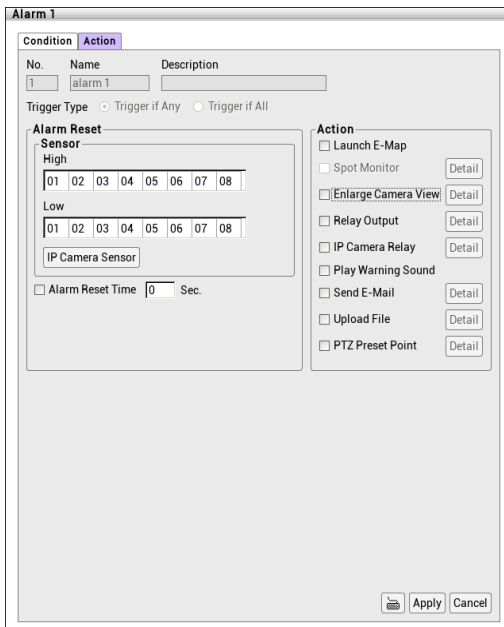 Alarm 1
Condition Action
No. Name Description
1 alarm 1
Trigger Type Trigger if Any Trigger if All
Alarm Reset
Sensor
High
01 02 03 04 05 06 07 08
Low
01 02 03 04 05 06 07 08
IP Camera Sensor
Alarm Reset Time 0 Sec.
Action
Launch E-Map
Spot Monitor Detail
Enlarge Camera View Detail
Relay Output Detail
IP Camera Relay Detail
Play Warning Sound
Send E-Mail Detail
Upload File Detail
PTZ Preset Point Detail
Apply Cancel